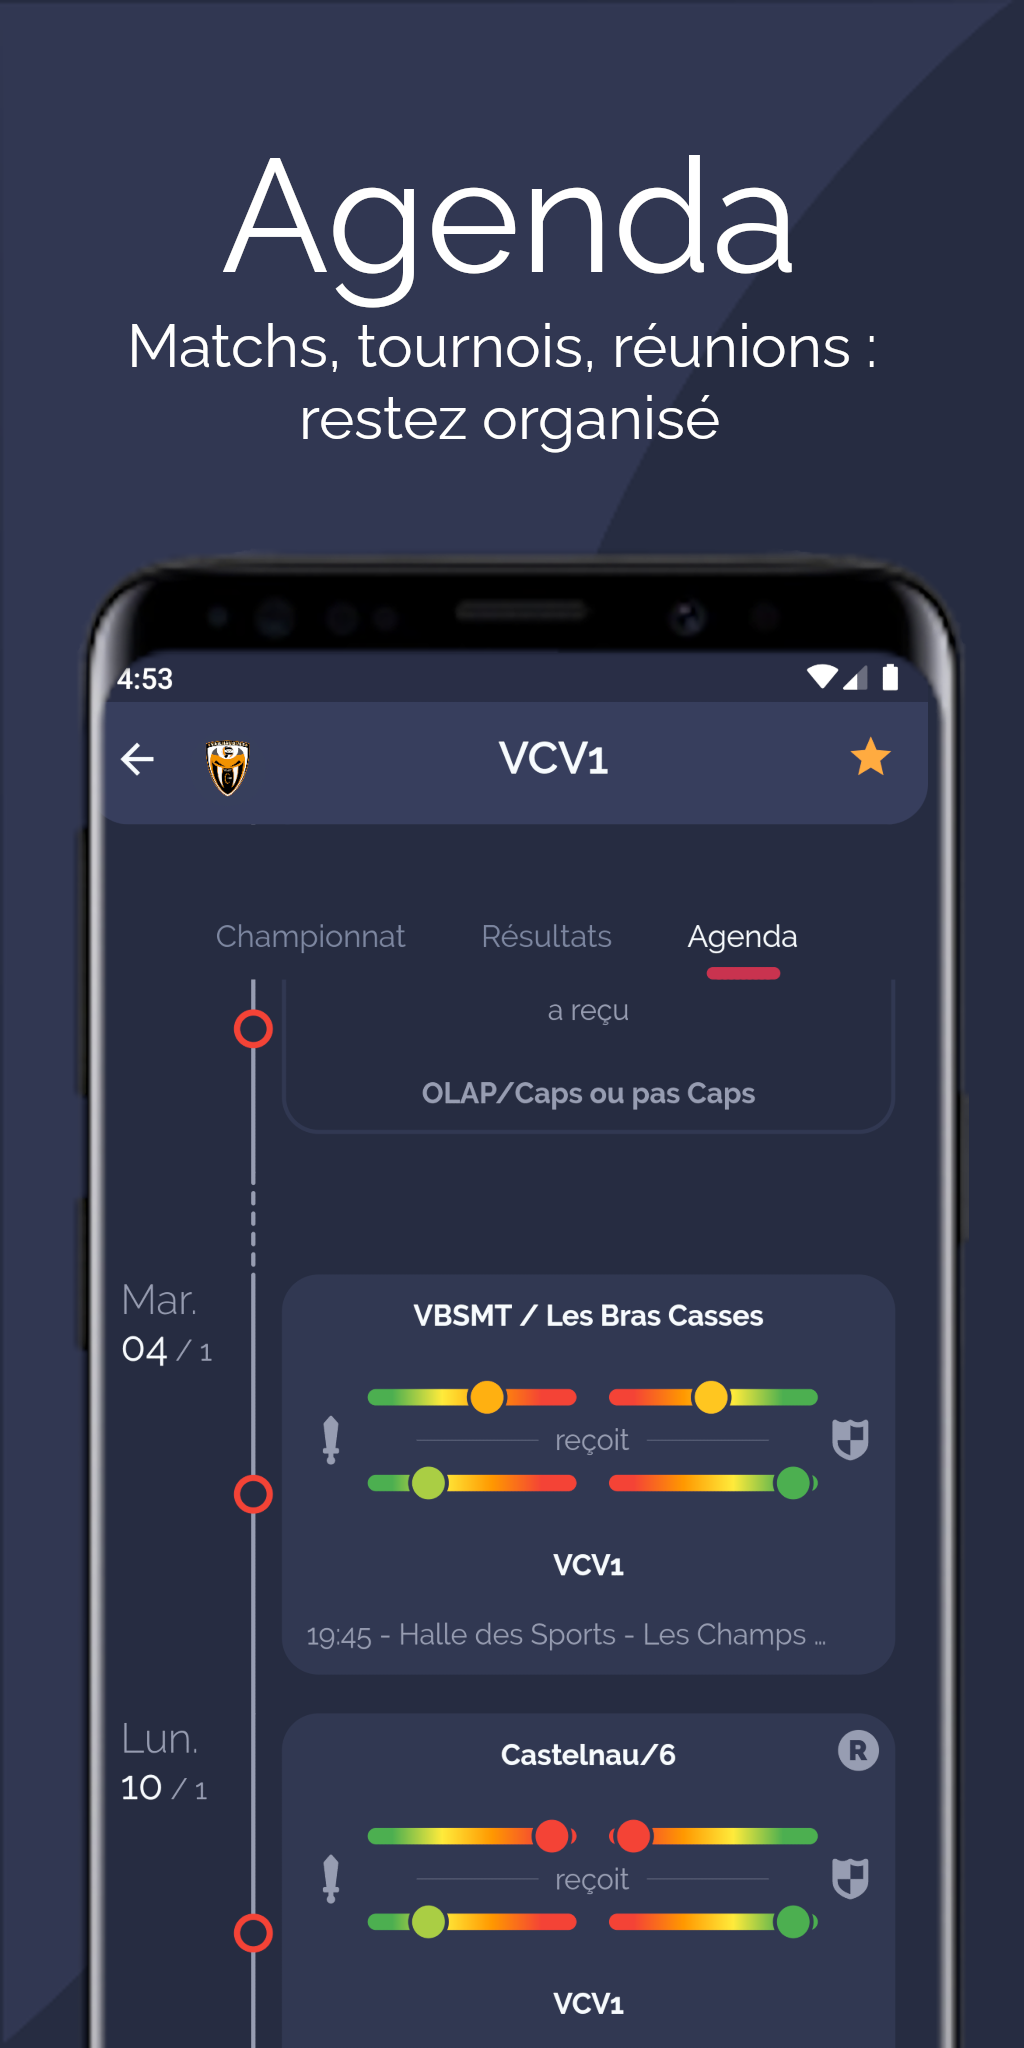 Agenda
Matchs, tournois, réunions :
restez organisé
4:53
VCV1
Championnat Résultats Agenda
a reçu
OLAP/Caps ou pas Caps
Mar.
04 / 1
VBSMT / Les Bras Casses
reçoit
VCV1
19:45 - Halle des Sports - Les Champs ...
Lun.
10 / 1
Castelnau/6
R
reçoit
VCV1